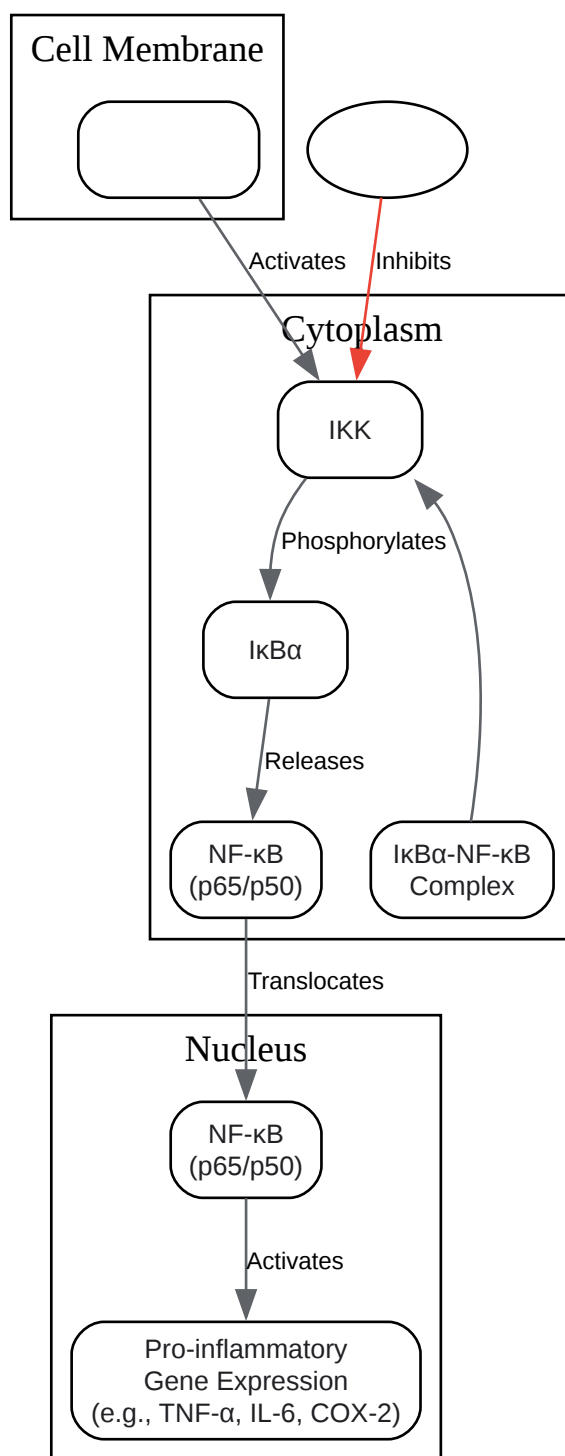 Cell Membrane
Activates
Inhibits
Cytoplasm
IKK
Phosphorylates
IκBα
Releases
NF-κB
(p65/p50)
IκBα-NF-κB
Complex
Translocates
Nucleus
NF-κB
(p65/p50)
Activates
Pro-inflammatory
Gene Expression
(e.g., TNF-α, IL-6, COX-2)